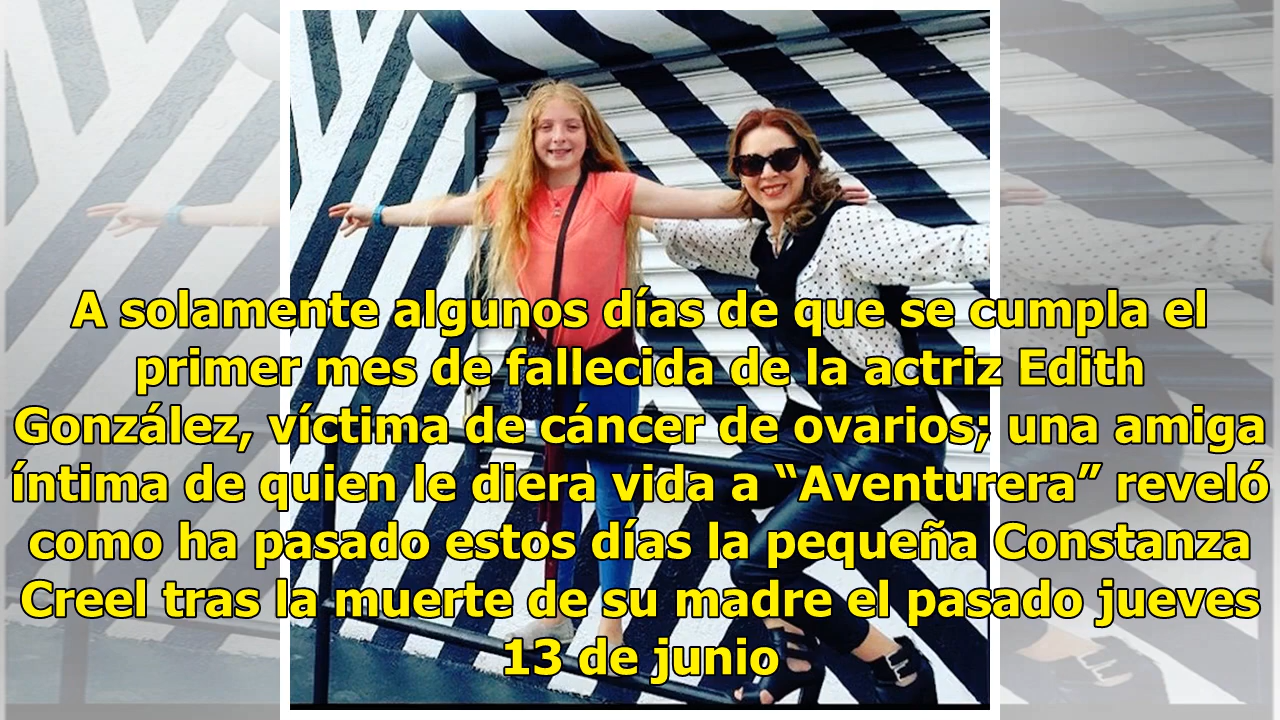 A solamente algunos días de que se cumpla el
primer mes de fallecida de la actriz Edith
González, víctima de cáncer de ovarios; una amiga
íntima de quien le diera vida a “Aventurera” reveló
como ha pasado estos días la pequeña Constanza
Creel tras la muerte de su madre el pasado jueves
13 de junio